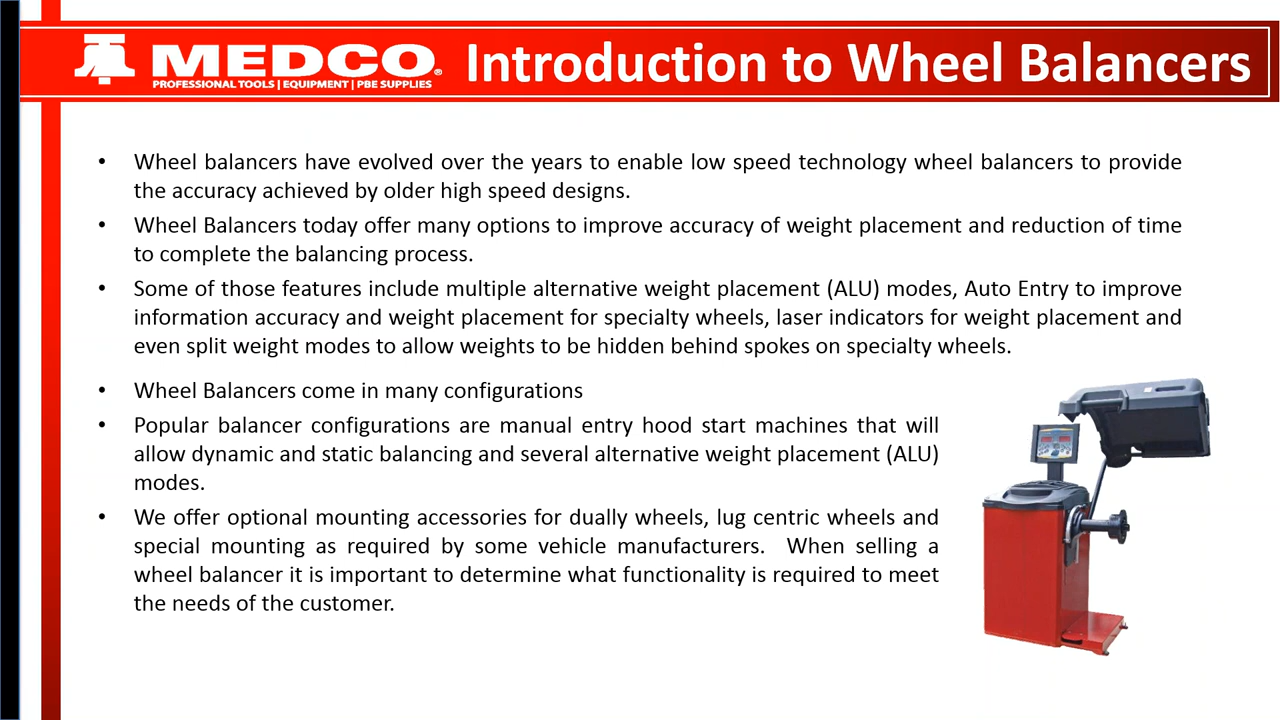 MEDCO®
PROFESSIONAL TOOLS | EQUIPMENT | PBE SUPPLIES
Introduction to Wheel Balancers
• Wheel balancers have evolved over the years to enable low speed technology wheel balancers to provide
the accuracy achieved by older high speed designs.
• Wheel Balancers today offer many options to improve accuracy of weight placement and reduction of time
to complete the balancing process.
• Some of those features include multiple alternative weight placement (ALU) modes, Auto Entry to improve
information accuracy and weight placement for specialty wheels, laser indicators for weight placement and
even split weight modes to allow weights to be hidden behind spokes on specialty wheels.
• Wheel Balancers come in many configurations
• Popular balancer configurations are manual entry hood start machines that will
allow dynamic and static balancing and several alternative weight placement (ALU)
modes.
• We offer optional mounting accessories for dually wheels, lug centric wheels and
special mounting as required by some vehicle manufacturers.  When selling a
wheel balancer it is important to determine what functionality is required to meet
the needs of the customer.